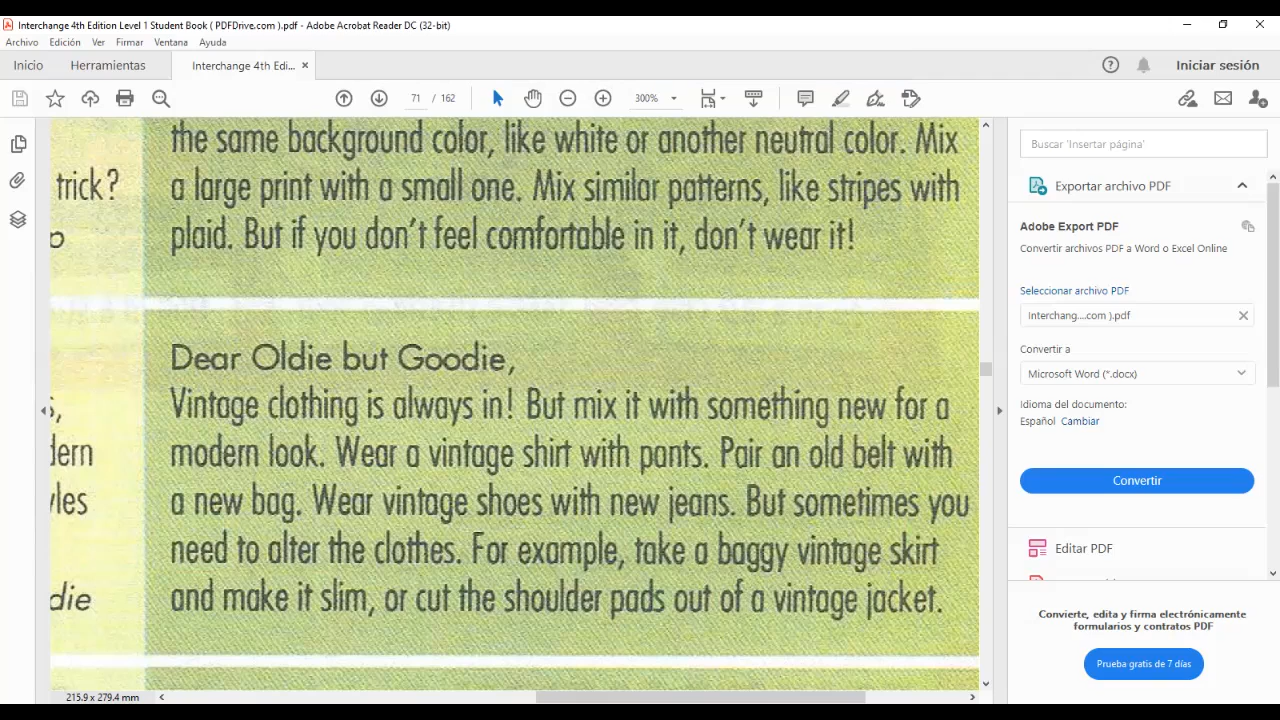 Interchange 4th Edition Level 1 Student Book ( PDFDrive.com ).pdf - Adobe Acrobat Reader DC (32-bit)
Archivo Edición Ver Firmar Ventana Ayuda
Inicio Herramientas Interchange 4th Edi... × Iniciar sesión
71 / 162 300%
the same background color, like white or another neutral color. Mix
trick? a large print with a small one. Mix similar patterns, like stripes with
plaid. But if you don't feel comfortable in it, don't wear it!
Dear Oldie but Goodie,
Vintage clothing is always in! But mix it with something new for a
modern look. Wear a vintage shirt with pants. Pair an old belt with
a new bag. Wear vintage shoes with new jeans. But sometimes you
need to alter the clothes. For example, take a baggy vintage skirt
and make it slim, or cut the shoulder pads out of a vintage jacket.
dern
yles
die
215.9 x 279.4 mm
Buscar 'Insertar página'
Exportar archivo PDF
Adobe Export PDF
Convertir archivos PDF a Word o Excel Online
Seleccionar archivo PDF
Interchang....com ).pdf
Convertir a
Microsoft Word (*.docx)
Idioma del documento:
Español Cambiar
Convertir
Editar PDF
Convierte, edita y firma electrónicamente
formularios y contratos PDF
Prueba gratis de 7 días